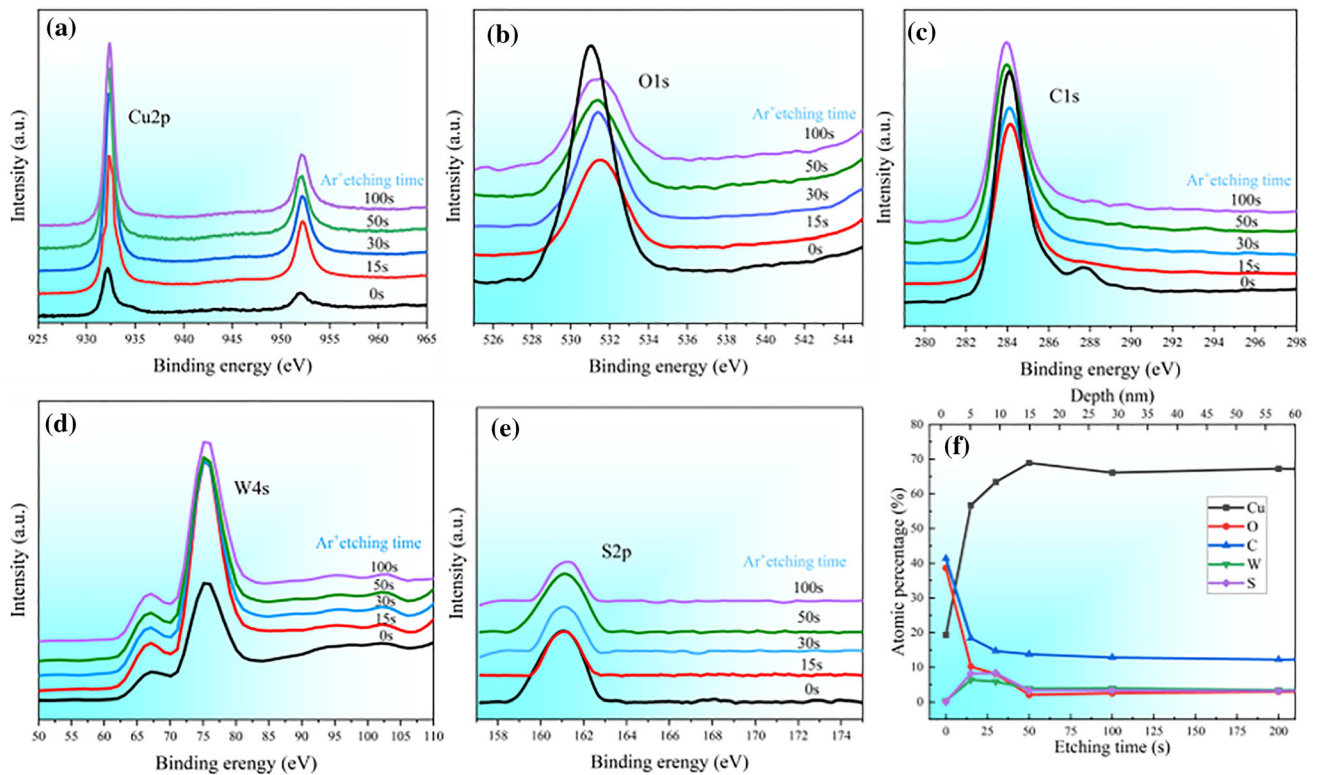 (a)
Cu2p
Ar⁺etching time
100s
50s
30s
15s
0s
Intensity (a.u.)
925 930 935 940 945 950 955 960 965
Binding energy (eV)
(b)
O1s
Ar⁺etching time
100s
50s
30s
15s
0s
Intensity (a.u.)
526 528 530 532 534 536 538 540 542 544
Binding energy (eV)
(c)
C1s
Ar⁺etching time
100s
50s
30s
15s
0s
Intensity (a.u.)
280 282 284 286 288 290 292 294 296 298
Binding energy (eV)
(d)
W4s
Ar⁺etching time
100s
50s
30s
15s
0s
Intensity (a.u.)
50 55 60 65 70 75 80 85 90 95 100 105 110
Binding erengy (eV)
(e)
S2p
Ar⁺etching time
100s
50s
30s
15s
0s
Intensity (a.u.)
158 160 162 164 166 168 170 172 174
Binding erengy (eV)
Depth (nm)
0 5 10 15 20 25 30 35 40 45 50 55 60
(f)
80
70
60
50
40
30
20
10
0
Atomic percentage (%)
Cu
O
C
W
S
0 25 50 75 100 125 150 175 200
Etching time (s)